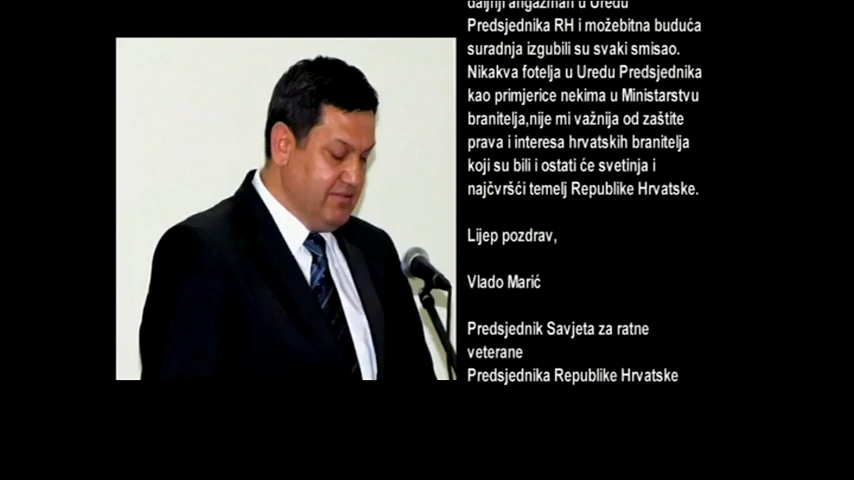 daljnji angažman u Uredu
Predsjednika RH i možebitna buduća
suradnja izgubili su svaki smisao.
Nikakva fotelja u Uredu Predsjednika
kao primjerice nekima u Ministarstvu
branitelja,nije mi važnija od zaštite
prava i interesa hrvatskih branitelja
koji su bili i ostati će svetinja i
najčvršći temelj Republike Hrvatske.
Lijep pozdrav,
Vlado Marić
Predsjednik Savjeta za ratne
veterane
Predsjednika Republike Hrvatske